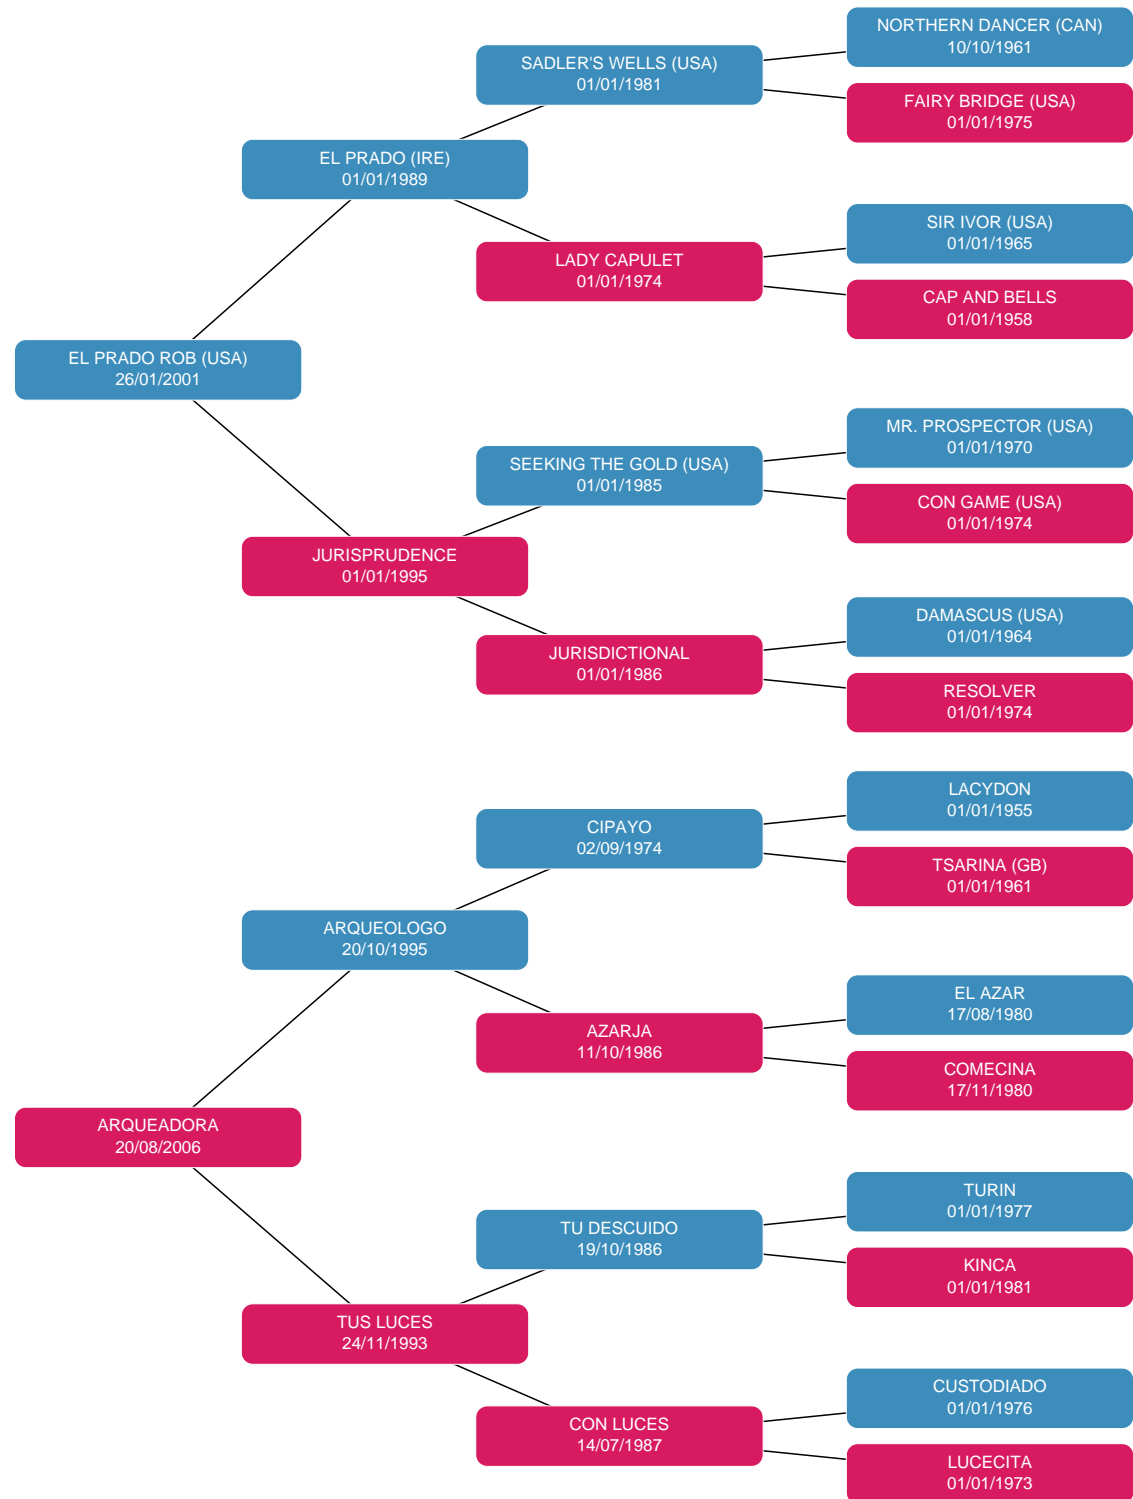 NORTHERN DANCER (CAN)
10/10/1961
SADLER'S WELLS (USA)
01/01/1981
FAIRY BRIDGE (USA)
01/01/1975
EL PRADO (IRE)
01/01/1989
SIR IVOR (USA)
01/01/1965
LADY CAPULET
01/01/1974
CAP AND BELLS
01/01/1958
EL PRADO ROB (USA)
26/01/2001
MR. PROSPECTOR (USA)
01/01/1970
SEEKING THE GOLD (USA)
01/01/1985
CON GAME (USA)
01/01/1974
JURISPRUDENCE
01/01/1995
DAMASCUS (USA)
01/01/1964
JURISDICTIONAL
01/01/1986
RESOLVER
01/01/1974
LACYDON
01/01/1955
CIPAYO
02/09/1974
TSARINA (GB)
01/01/1961
ARQUEOLOGO
20/10/1995
EL AZAR
17/08/1980
AZARJA
11/10/1986
COMECINA
17/11/1980
ARQUEADORA
20/08/2006
TURIN
01/01/1977
TU DESCUIDO
19/10/1986
KINCA
01/01/1981
TUS LUCES
24/11/1993
CUSTODIADO
01/01/1976
CON LUCES
14/07/1987
LUCECITA
01/01/1973